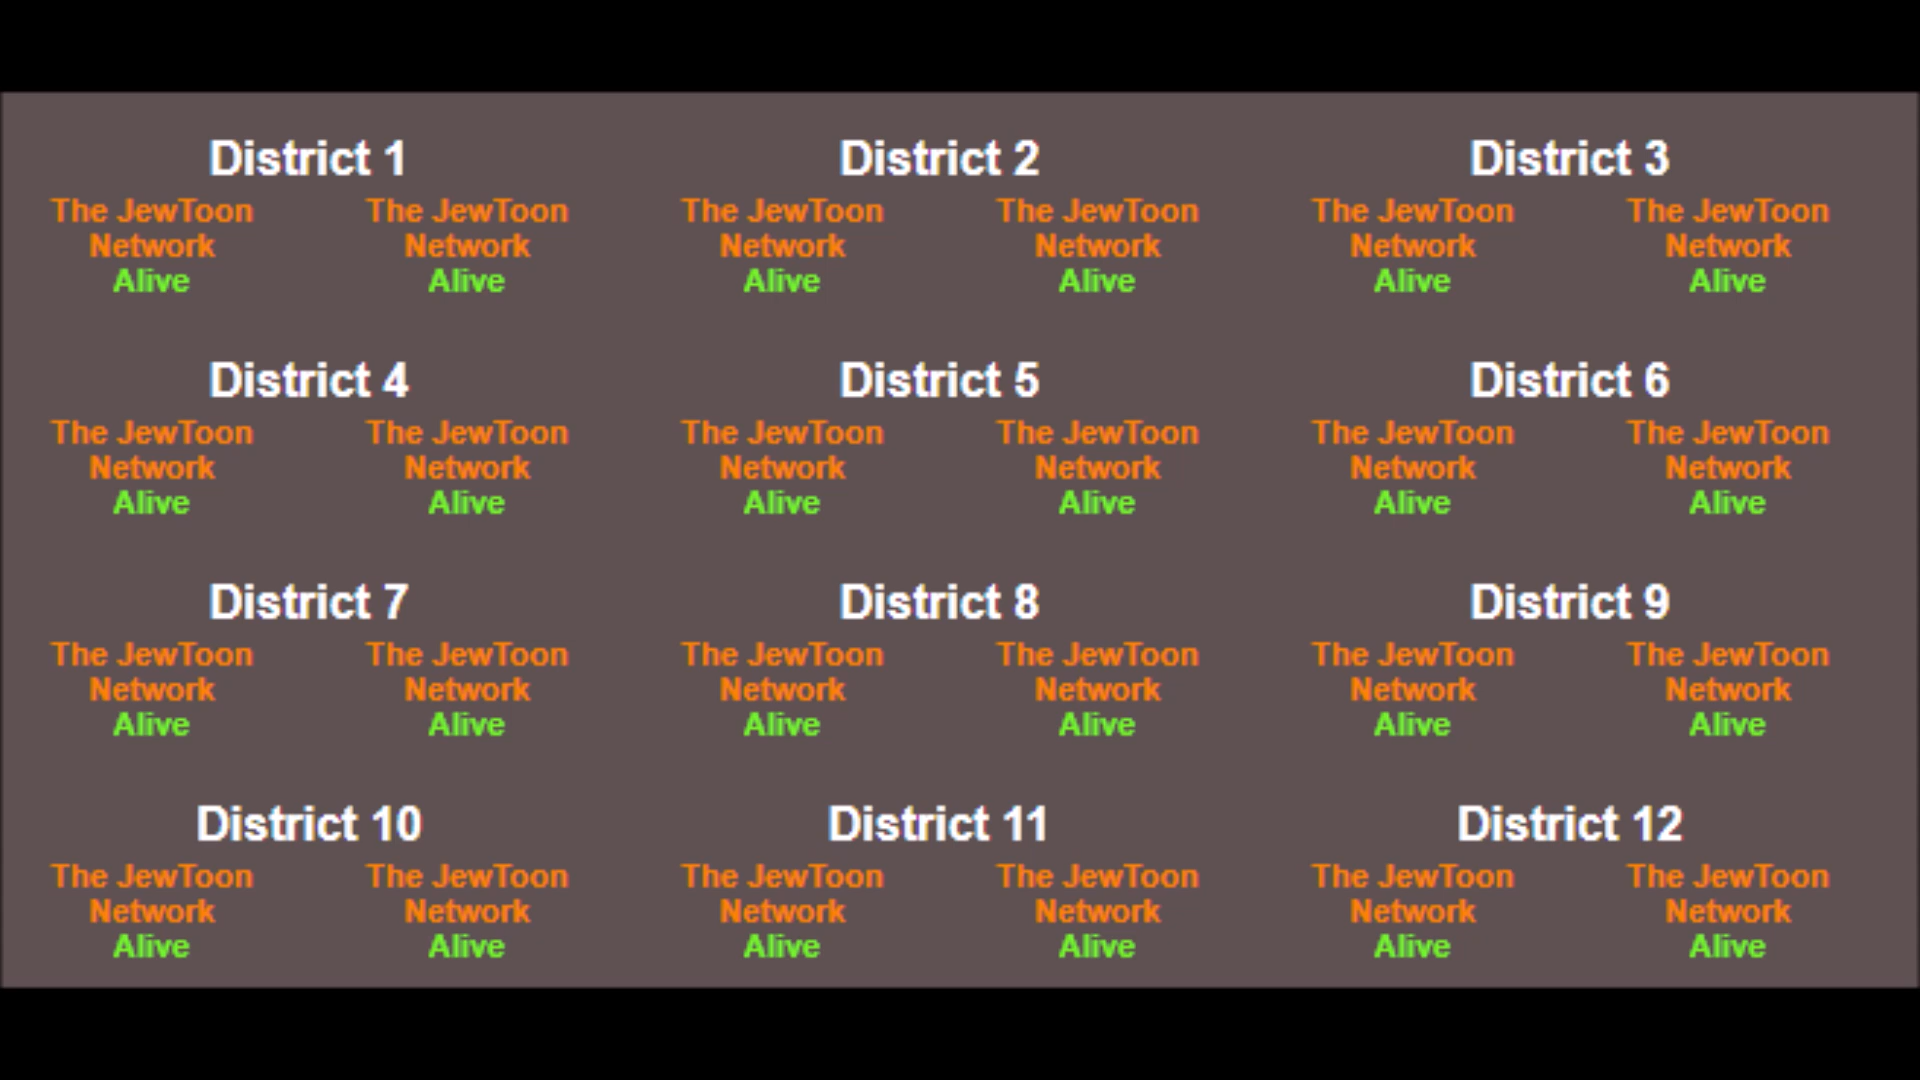 District 1
District 2
District 3
The JewToon
Network
Alive
The JewToon
Network
Alive
The JewToon
Network
Alive
The JewToon
Network
Alive
The JewToon
Network
Alive
The JewToon
Network
Alive
District 4
District 5
District 6
The JewToon
Network
Alive
The JewToon
Network
Alive
The JewToon
Network
Alive
The JewToon
Network
Alive
The JewToon
Network
Alive
The JewToon
Network
Alive
District 7
District 8
District 9
The JewToon
Network
Alive
The JewToon
Network
Alive
The JewToon
Network
Alive
The JewToon
Network
Alive
The JewToon
Network
Alive
The JewToon
Network
Alive
District 10
District 11
District 12
The JewToon
Network
Alive
The JewToon
Network
Alive
The JewToon
Network
Alive
The JewToon
Network
Alive
The JewToon
Network
Alive
The JewToon
Network
Alive